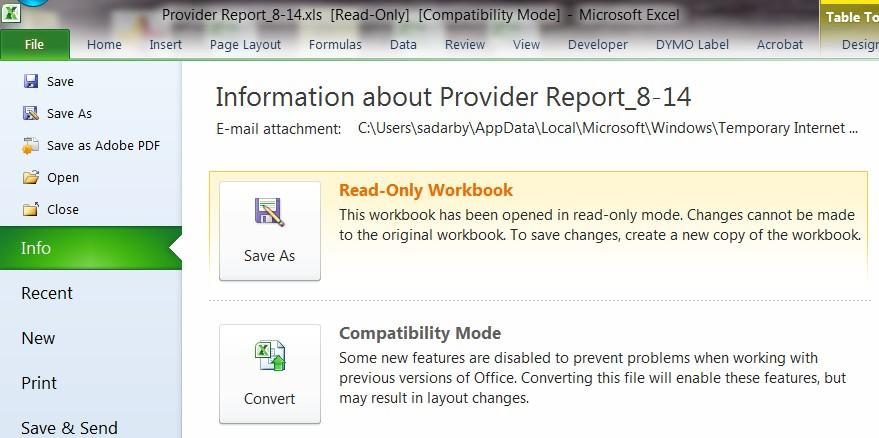 Provider Report_8-14.xls [Read-Only] [Compatibility Mode] - Microsoft Excel
Table To
File Home Insert Page Layout Formulas Data Review View Developer DYMO Label Acrobat Design
Save
Save As
Save as Adobe PDF
Open
Close
Info
Recent
New
Print
Save & Send
Information about Provider Report_8-14
E-mail attachment: C:\Users\sadarby\AppData\Local\Microsoft\Windows\Temporary Internet ...
Save As
Read-Only Workbook
This workbook has been opened in read-only mode. Changes cannot be made
to the original workbook. To save changes, create a new copy of the workbook.
Convert
Compatibility Mode
Some new features are disabled to prevent problems when working with
previous versions of Office. Converting this file will enable these features, but
may result in layout changes.